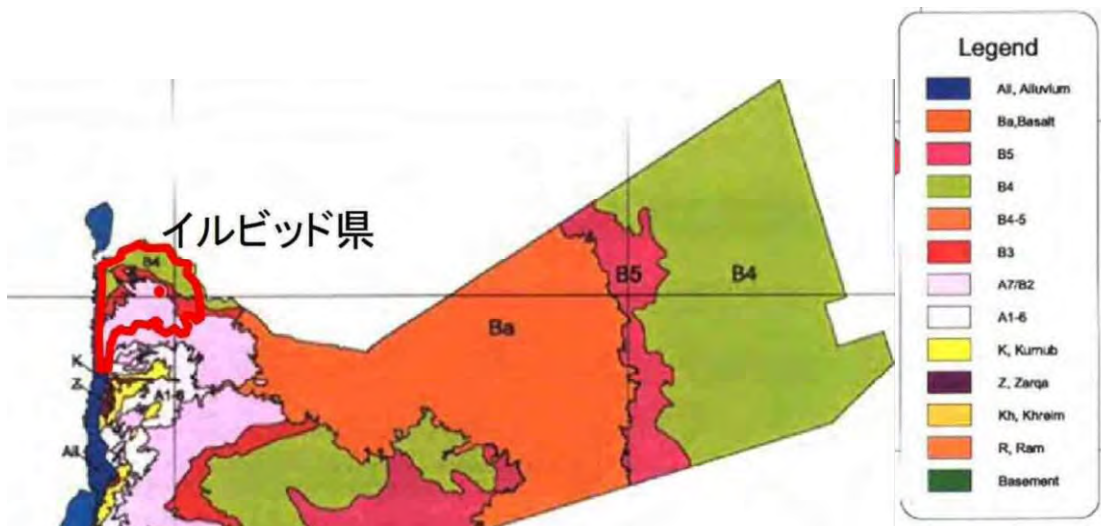 イルビッド県
B4
Ba
B5
B4
K
Z
A1-6
All
Legend
All, Alluvium
Ba,Basalt
B5
B4
B4-5
B3
A7/B2
A1-6
K, Kurnub
Z, Zarqa
Kh, Khreim
R, Ram
Basement